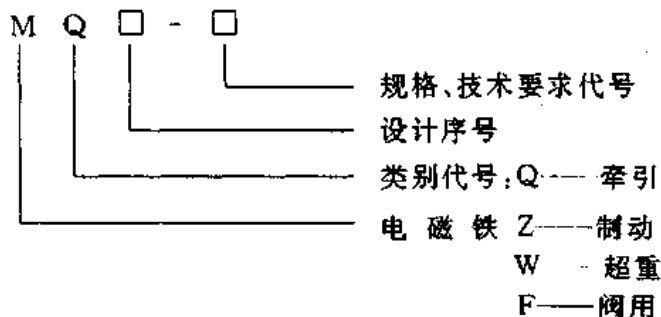 M Q □ - □
规格、技术要求代号
设计序号
类别代号:Q——牵引
电磁铁 Z——制动
W - 超重
F——阀用